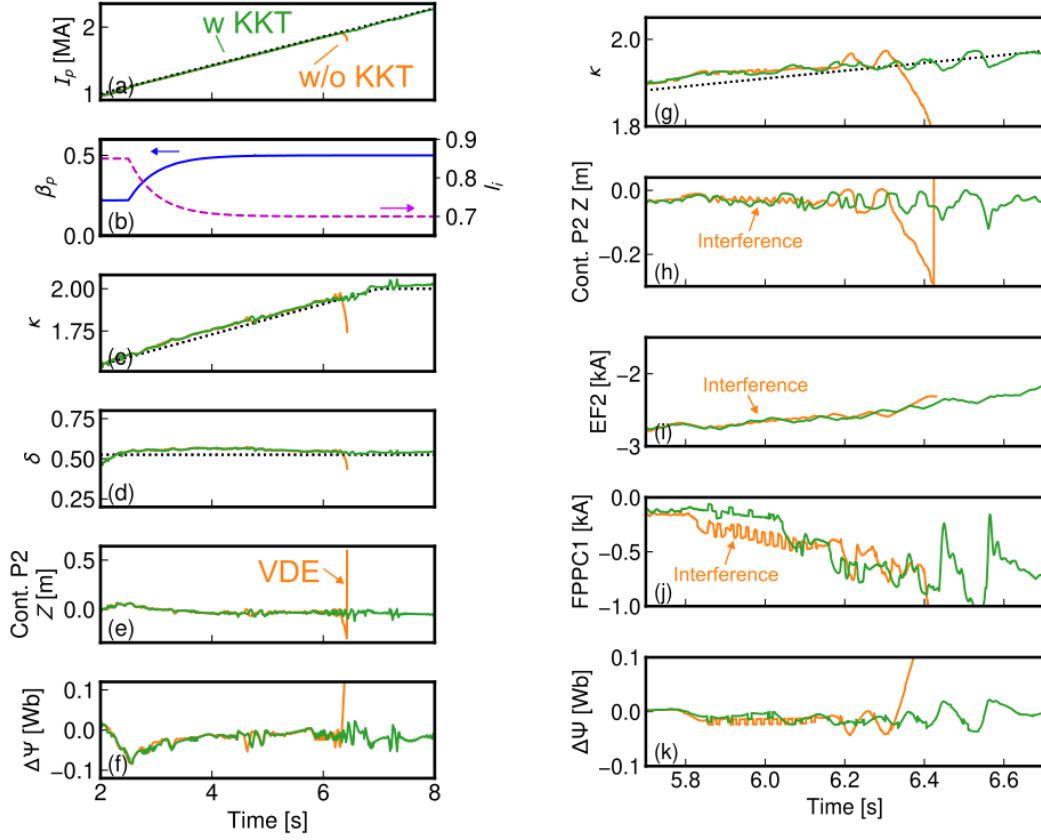 2
1
I_p [MA]
w KKT
w/o KKT
(a)
0.5
0.0
β_p
0.9
0.8
0.7
l_i
(b)
2.00
1.75
κ
(c)
0.75
0.50
0.25
δ
(d)
0.5
0.0
Cont. P2
Z [m]
VDE
(e)
0.1
0.0
−0.1
ΔΨ [Wb]
(f)
2 4 6 8
Time [s]
2.0
1.8
κ
(g)
0.0
−0.2
Cont. P2 Z [m]
Interference
(h)
−2
−3
EF2 [kA]
Interference
(i)
0.0
−0.5
−1.0
FPPC1 [kA]
Interference
(j)
0.1
0.0
−0.1
ΔΨ [Wb]
(k)
5.8 6.0 6.2 6.4 6.6
Time [s]